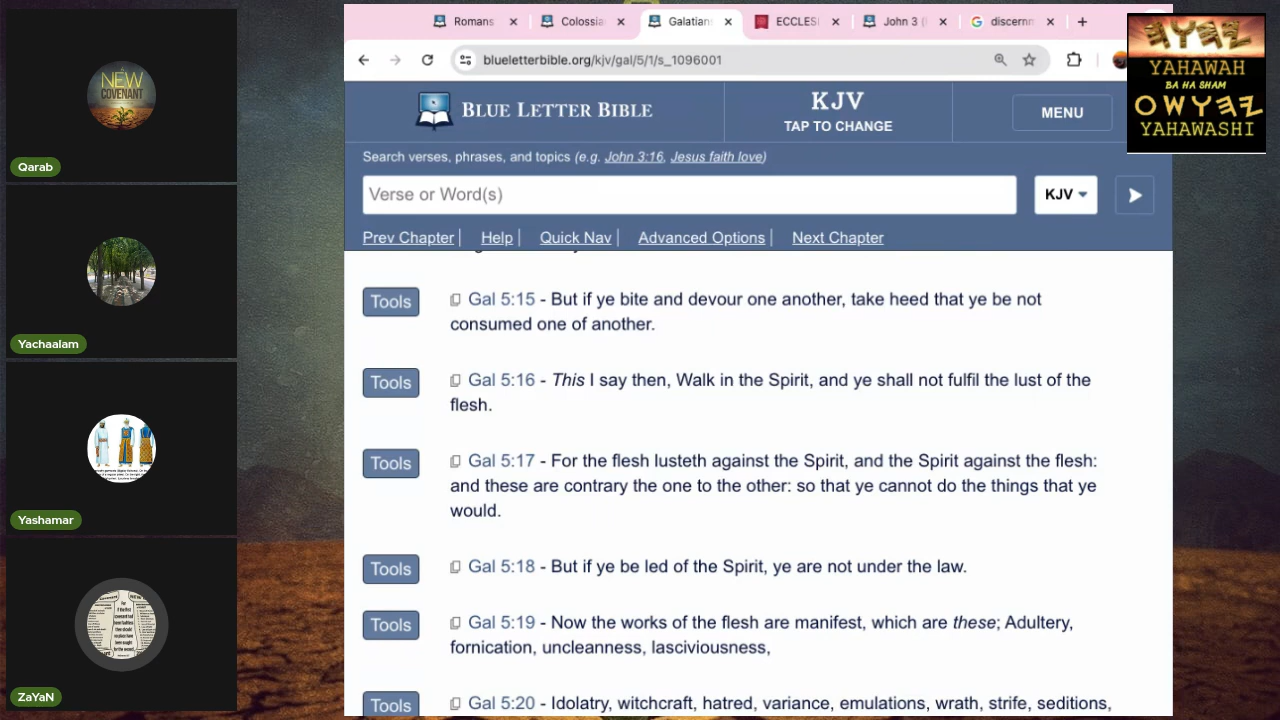 NEW
COVENANT
Qarab
Yachaalam
Yashamar
ZaYaN
Romans
Colossia
Galatian
ECCLESI
John 3 (
discernm
blueletterbible.org/kjv/gal/5/1/s_1096001
BLUE LETTER BIBLE
KJV
TAP TO CHANGE
MENU
Search verses, phrases, and topics (e.g. John 3:16, Jesus faith love)
Verse or Word(s)
KJV
Prev Chapter | Help | Quick Nav | Advanced Options | Next Chapter
Tools
Gal 5:15 - But if ye bite and devour one another, take heed that ye be not
consumed one of another.
Tools
Gal 5:16 - This I say then, Walk in the Spirit, and ye shall not fulfil the lust of the
flesh.
Tools
Gal 5:17 - For the flesh lusteth against the Spirit, and the Spirit against the flesh:
and these are contrary the one to the other: so that ye cannot do the things that ye
would.
Tools
Gal 5:18 - But if ye be led of the Spirit, ye are not under the law.
Tools
Gal 5:19 - Now the works of the flesh are manifest, which are these; Adultery,
fornication, uncleanness, lasciviousness,
Tools
Gal 5:20 - Idolatry, witchcraft, hatred, variance, emulations, wrath, strife, seditions,
YAHAWAH
BA HA SHAM
YAHAWASHI